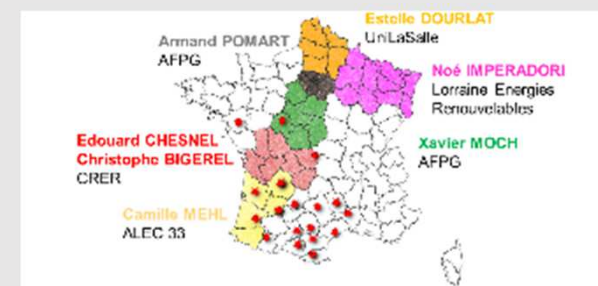 Estelle DOURLAT
UniLaSalle
Armand POMART
AFPG
Noé IMPERADORI
Lorraine Energies
Renouvelables
Edouard CHESNEL
Christophe BIGEREL
CRER
Xavier MOCH
AFPG
Camille MEHL
ALEC 33